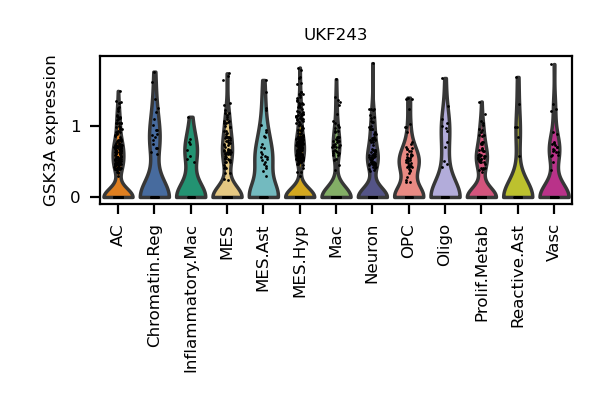 UKF243
GSK3A expression
1
0
AC
Chromatin.Reg
Inflammatory.Mac
MES
MES.Ast
MES.Hyp
Mac
Neuron
OPC
Oligo
Prolif.Metab
Reactive.Ast
Vasc